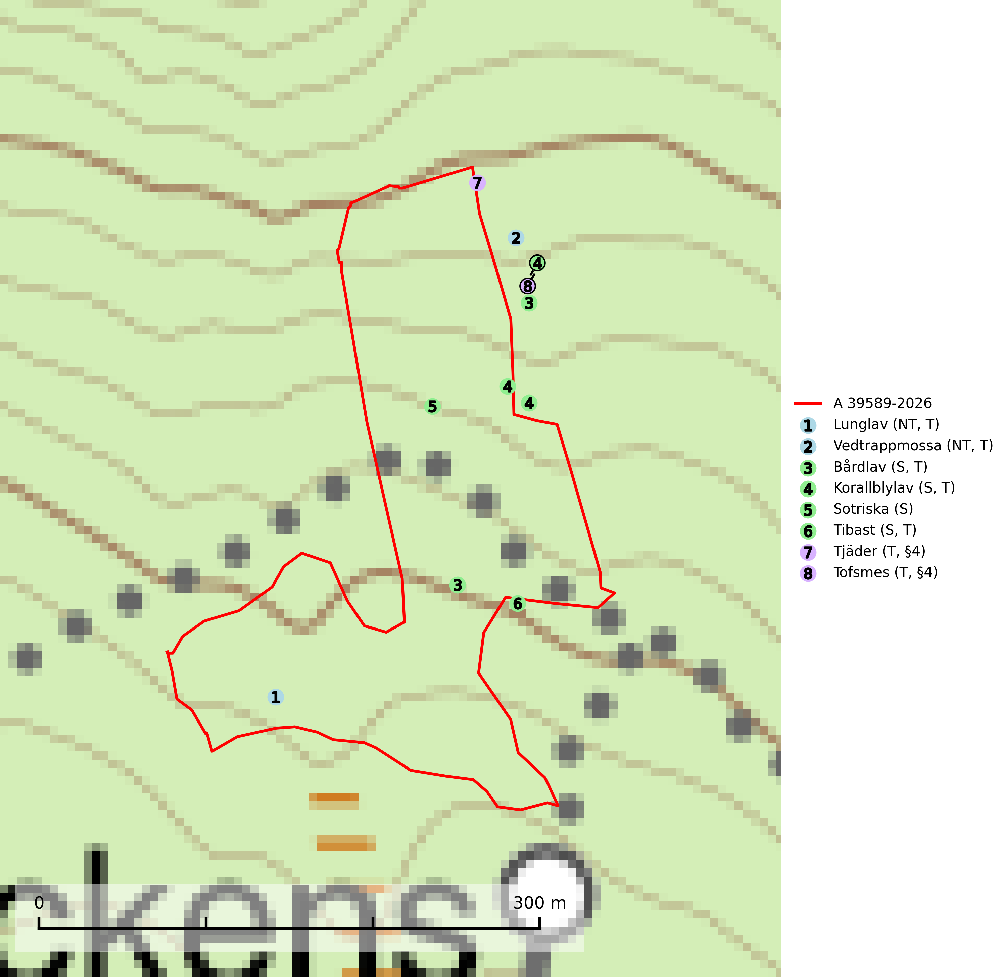 7
2
4
8
3
4
4
5
3
6
1
A 39589-2026
1 Lunglav (NT, T)
2 Vedtrappmossa (NT, T)
3 Bårdlav (S, T)
4 Korallblylav (S, T)
5 Sotriska (S)
6 Tibast (S, T)
7 Tjäder (T, §4)
8 Tofsmes (T, §4)
kens
0 300 m